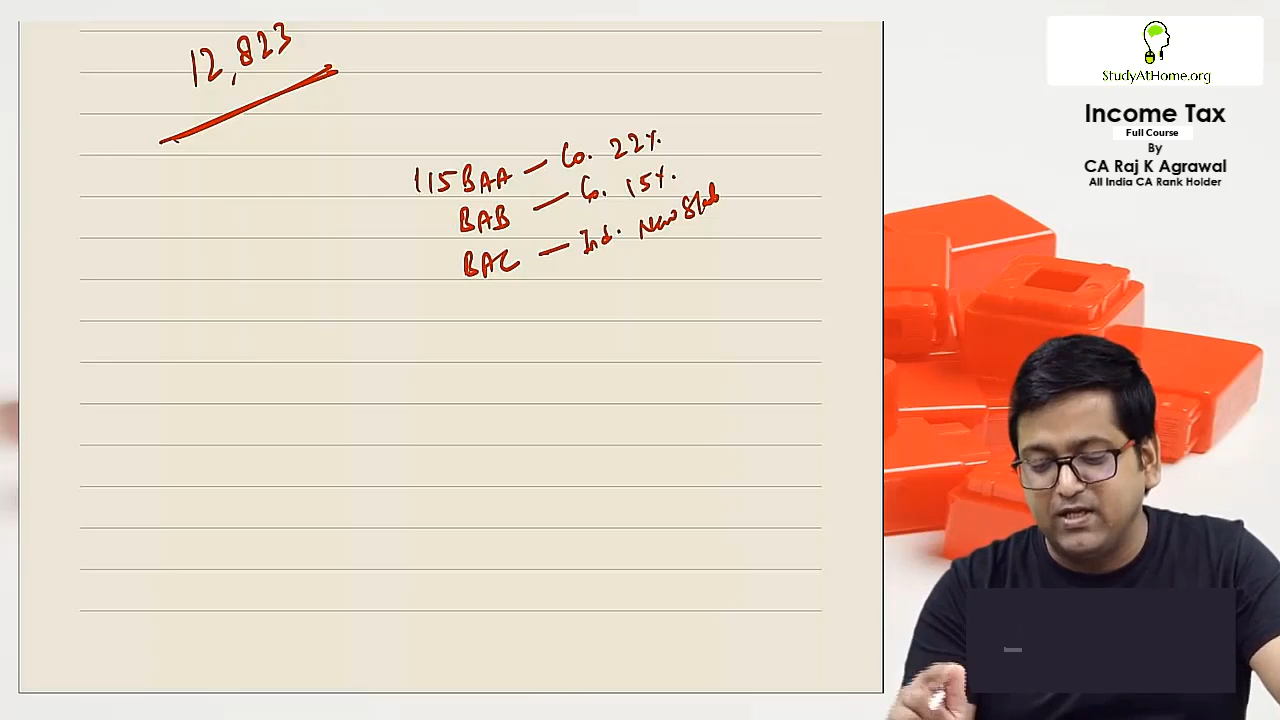 12,823
115BAA — Co. 22%.
BAB — Co. 15%.
BAC — Ind. New Slab
StudyAtHome.org
Income Tax
Full Course
By
CA Raj K Agrawal
All India CA Rank Holder